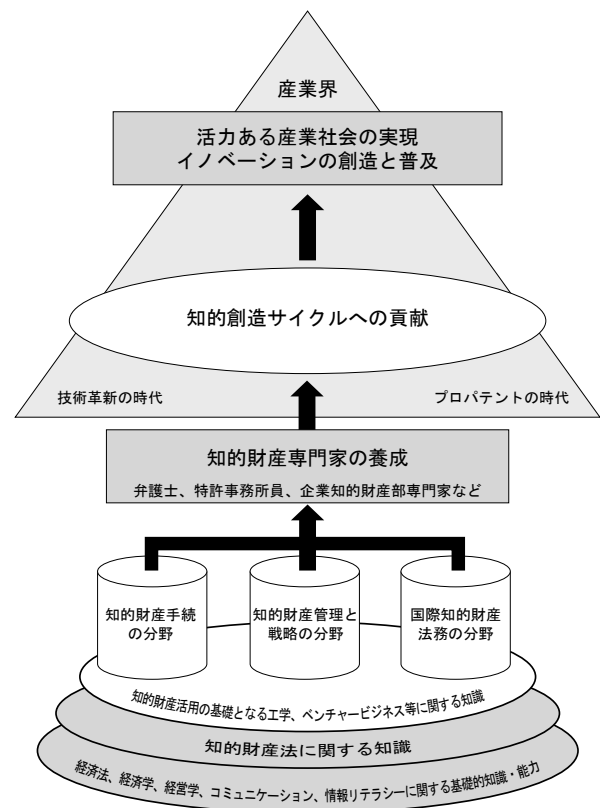 産業界
活力ある産業社会の実現
イノベーションの創造と普及
知的創造サイクルへの貢献
技術革新の時代
プロパテントの時代
知的財産専門家の養成
弁護士、特許事務所員、企業知的財産部専門家など
知的財産手続
の分野
知的財産管理と
戦略の分野
国際知的財産
法務の分野
知的財産活用の基礎となる工学、ベンチャービジネス等に関する知識
知的財産法に関する知識
経済法、経済学、経営学、コミュニケーション、情報リテラシーに関する基礎的知識・能力